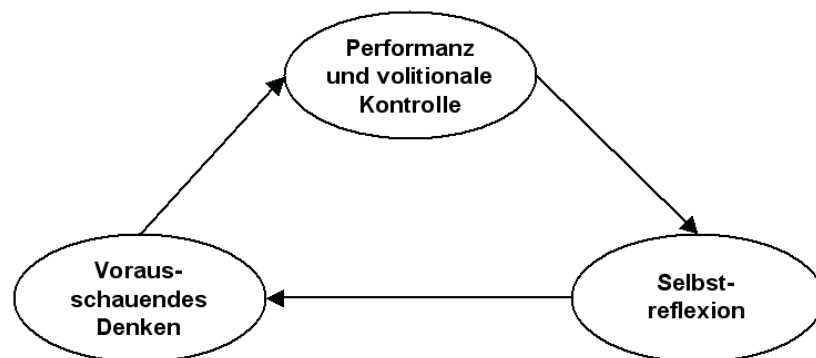 Performanz
und volitionale
Kontrolle
Voraus-
schauendes
Denken
Selbst-
reflexion